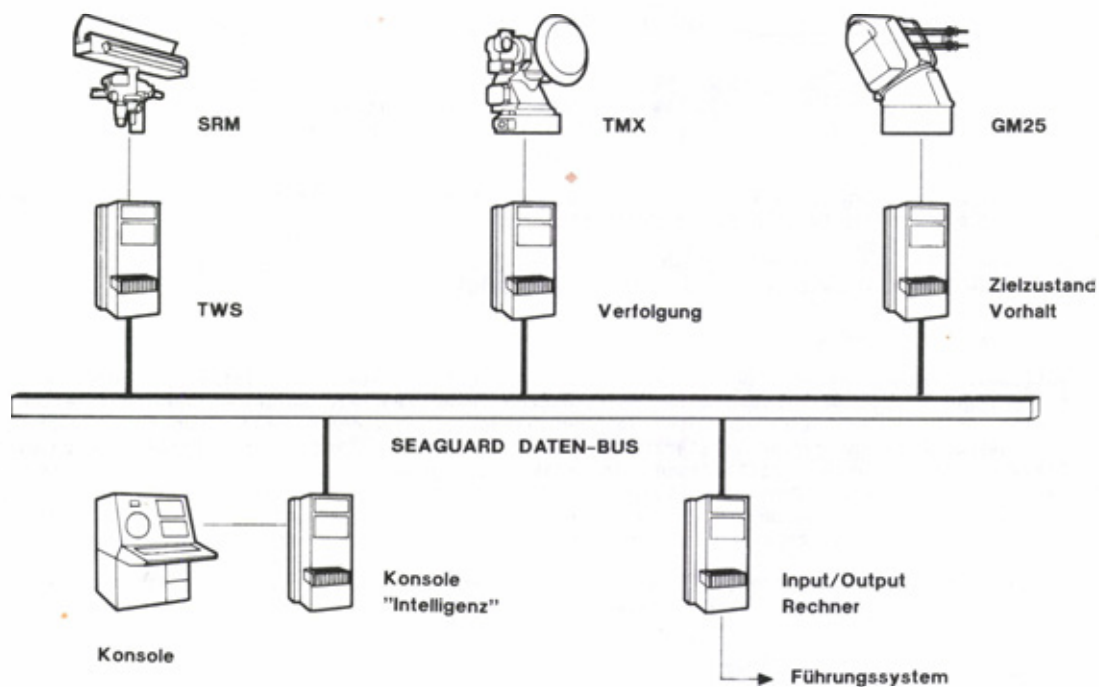 SRM
TMX
GM25
TWS
Verfolgung
Zielzustand
Vorhalt
SEAGUARD DATEN-BUS
Konsole
"Intelligenz"
Input/Output
Rechner
Konsole
Führungssystem